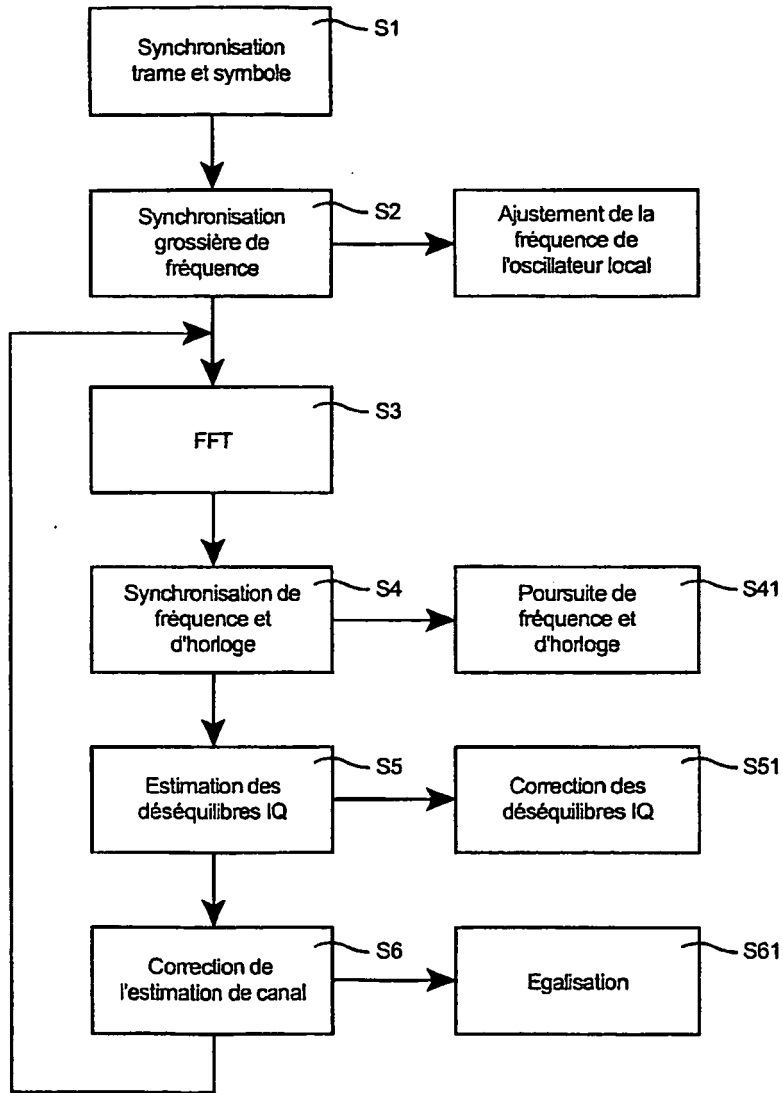 Synchronisation
trame et symbole
S1
Synchronisation
grossière de
fréquence
S2
Ajustement de la
fréquence de
l'oscillateur local
FFT
S3
Synchronisation de
fréquence et
d'horloge
S4
Poursuite de
fréquence et
d'horloge
S41
Estimation des
déséquilibres IQ
S5
Correction des
déséquilibres IQ
S51
Correction de
l'estimation de canal
S6
Egalisation
S61